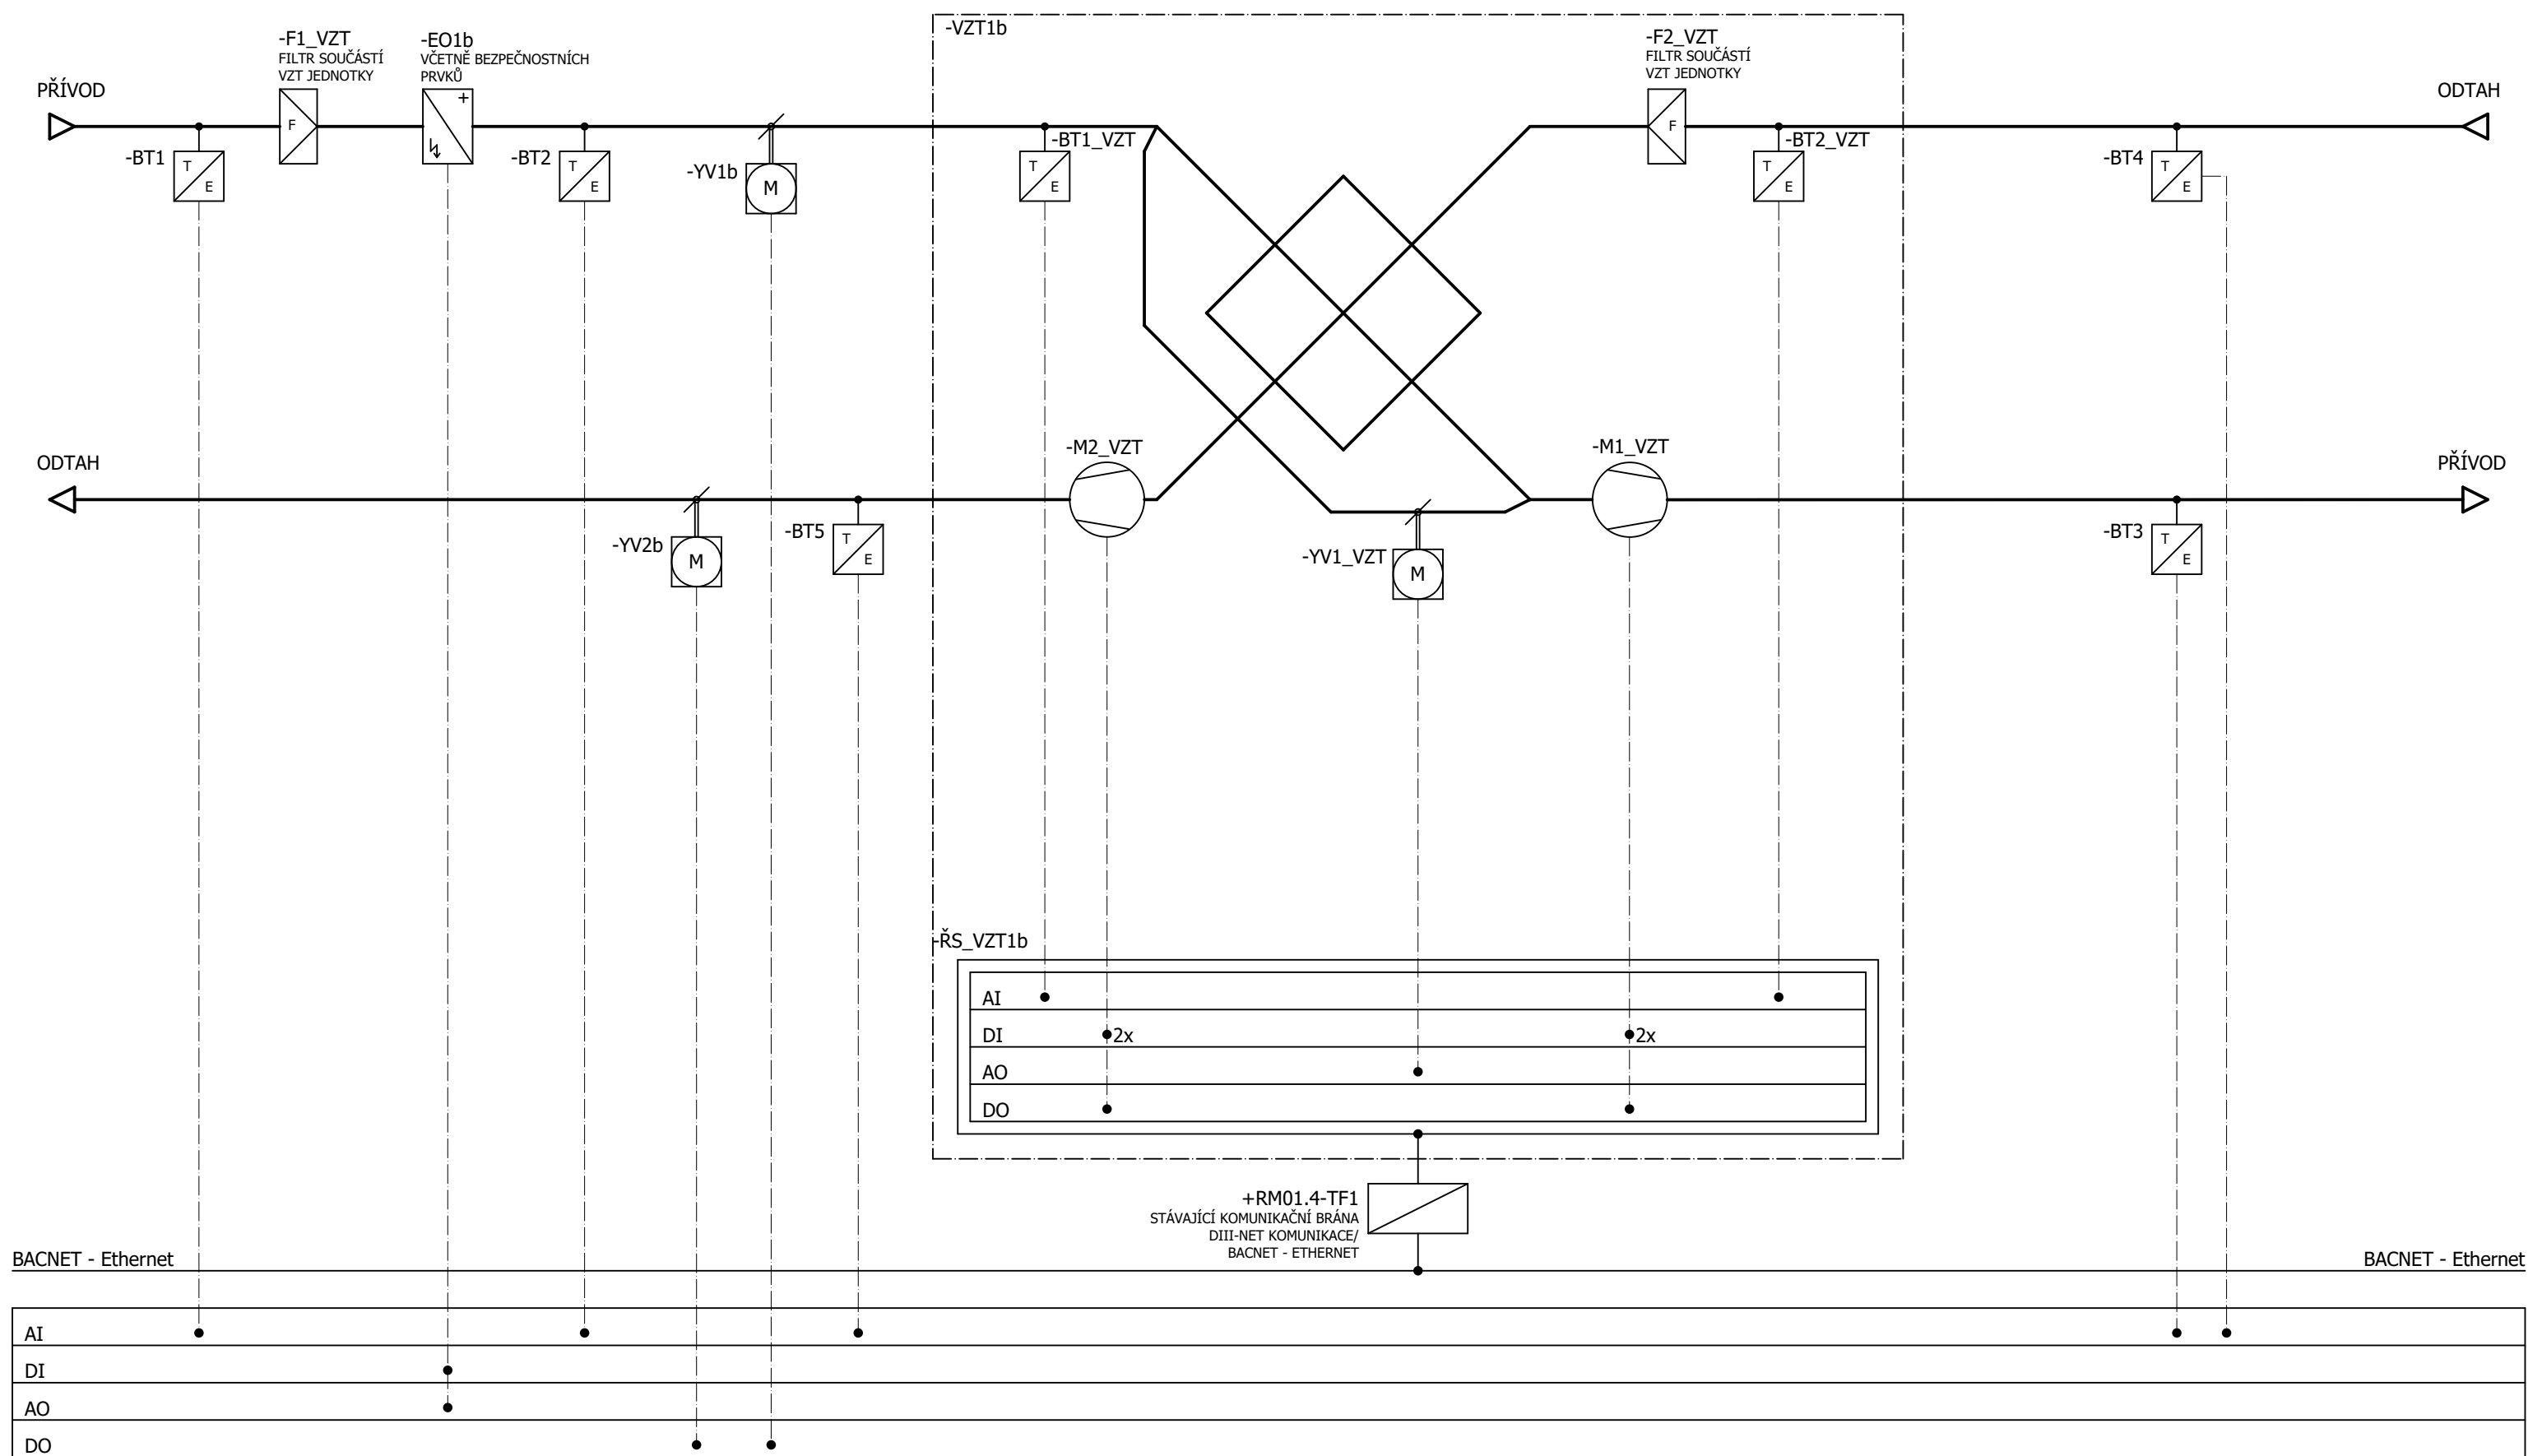 -VZT1b
-F1_VZT
FILTR SOUČÁSTÍ
VZT JEDNOTKY
-EO1b
VČETNĚ BEZPEČNOSTNÍCH
PRVKŮ
-F2_VZT
FILTR SOUČÁSTÍ
VZT JEDNOTKY
PŘÍVOD
ODTAH
F
+
F
-BT1
T
E
-BT2
T
E
-YV1b
M
-BT1_VZT
T
E
-BT2_VZT
T
E
-BT4
T
E
ODTAH
-M2_VZT
-M1_VZT
PŘÍVOD
-YV2b
M
-BT5
T
E
-YV1_VZT
M
-BT3
T
E
-ŘS_VZT1b
AI
DI
2x
2x
AO
DO
+RM01.4-TF1
STÁVAJÍCÍ KOMUNIKAČNÍ BRÁNA
DIII-NET KOMUNIKACE/
BACNET - ETHERNET
BACNET - Ethernet
BACNET - Ethernet
AI
DI
AO
DO